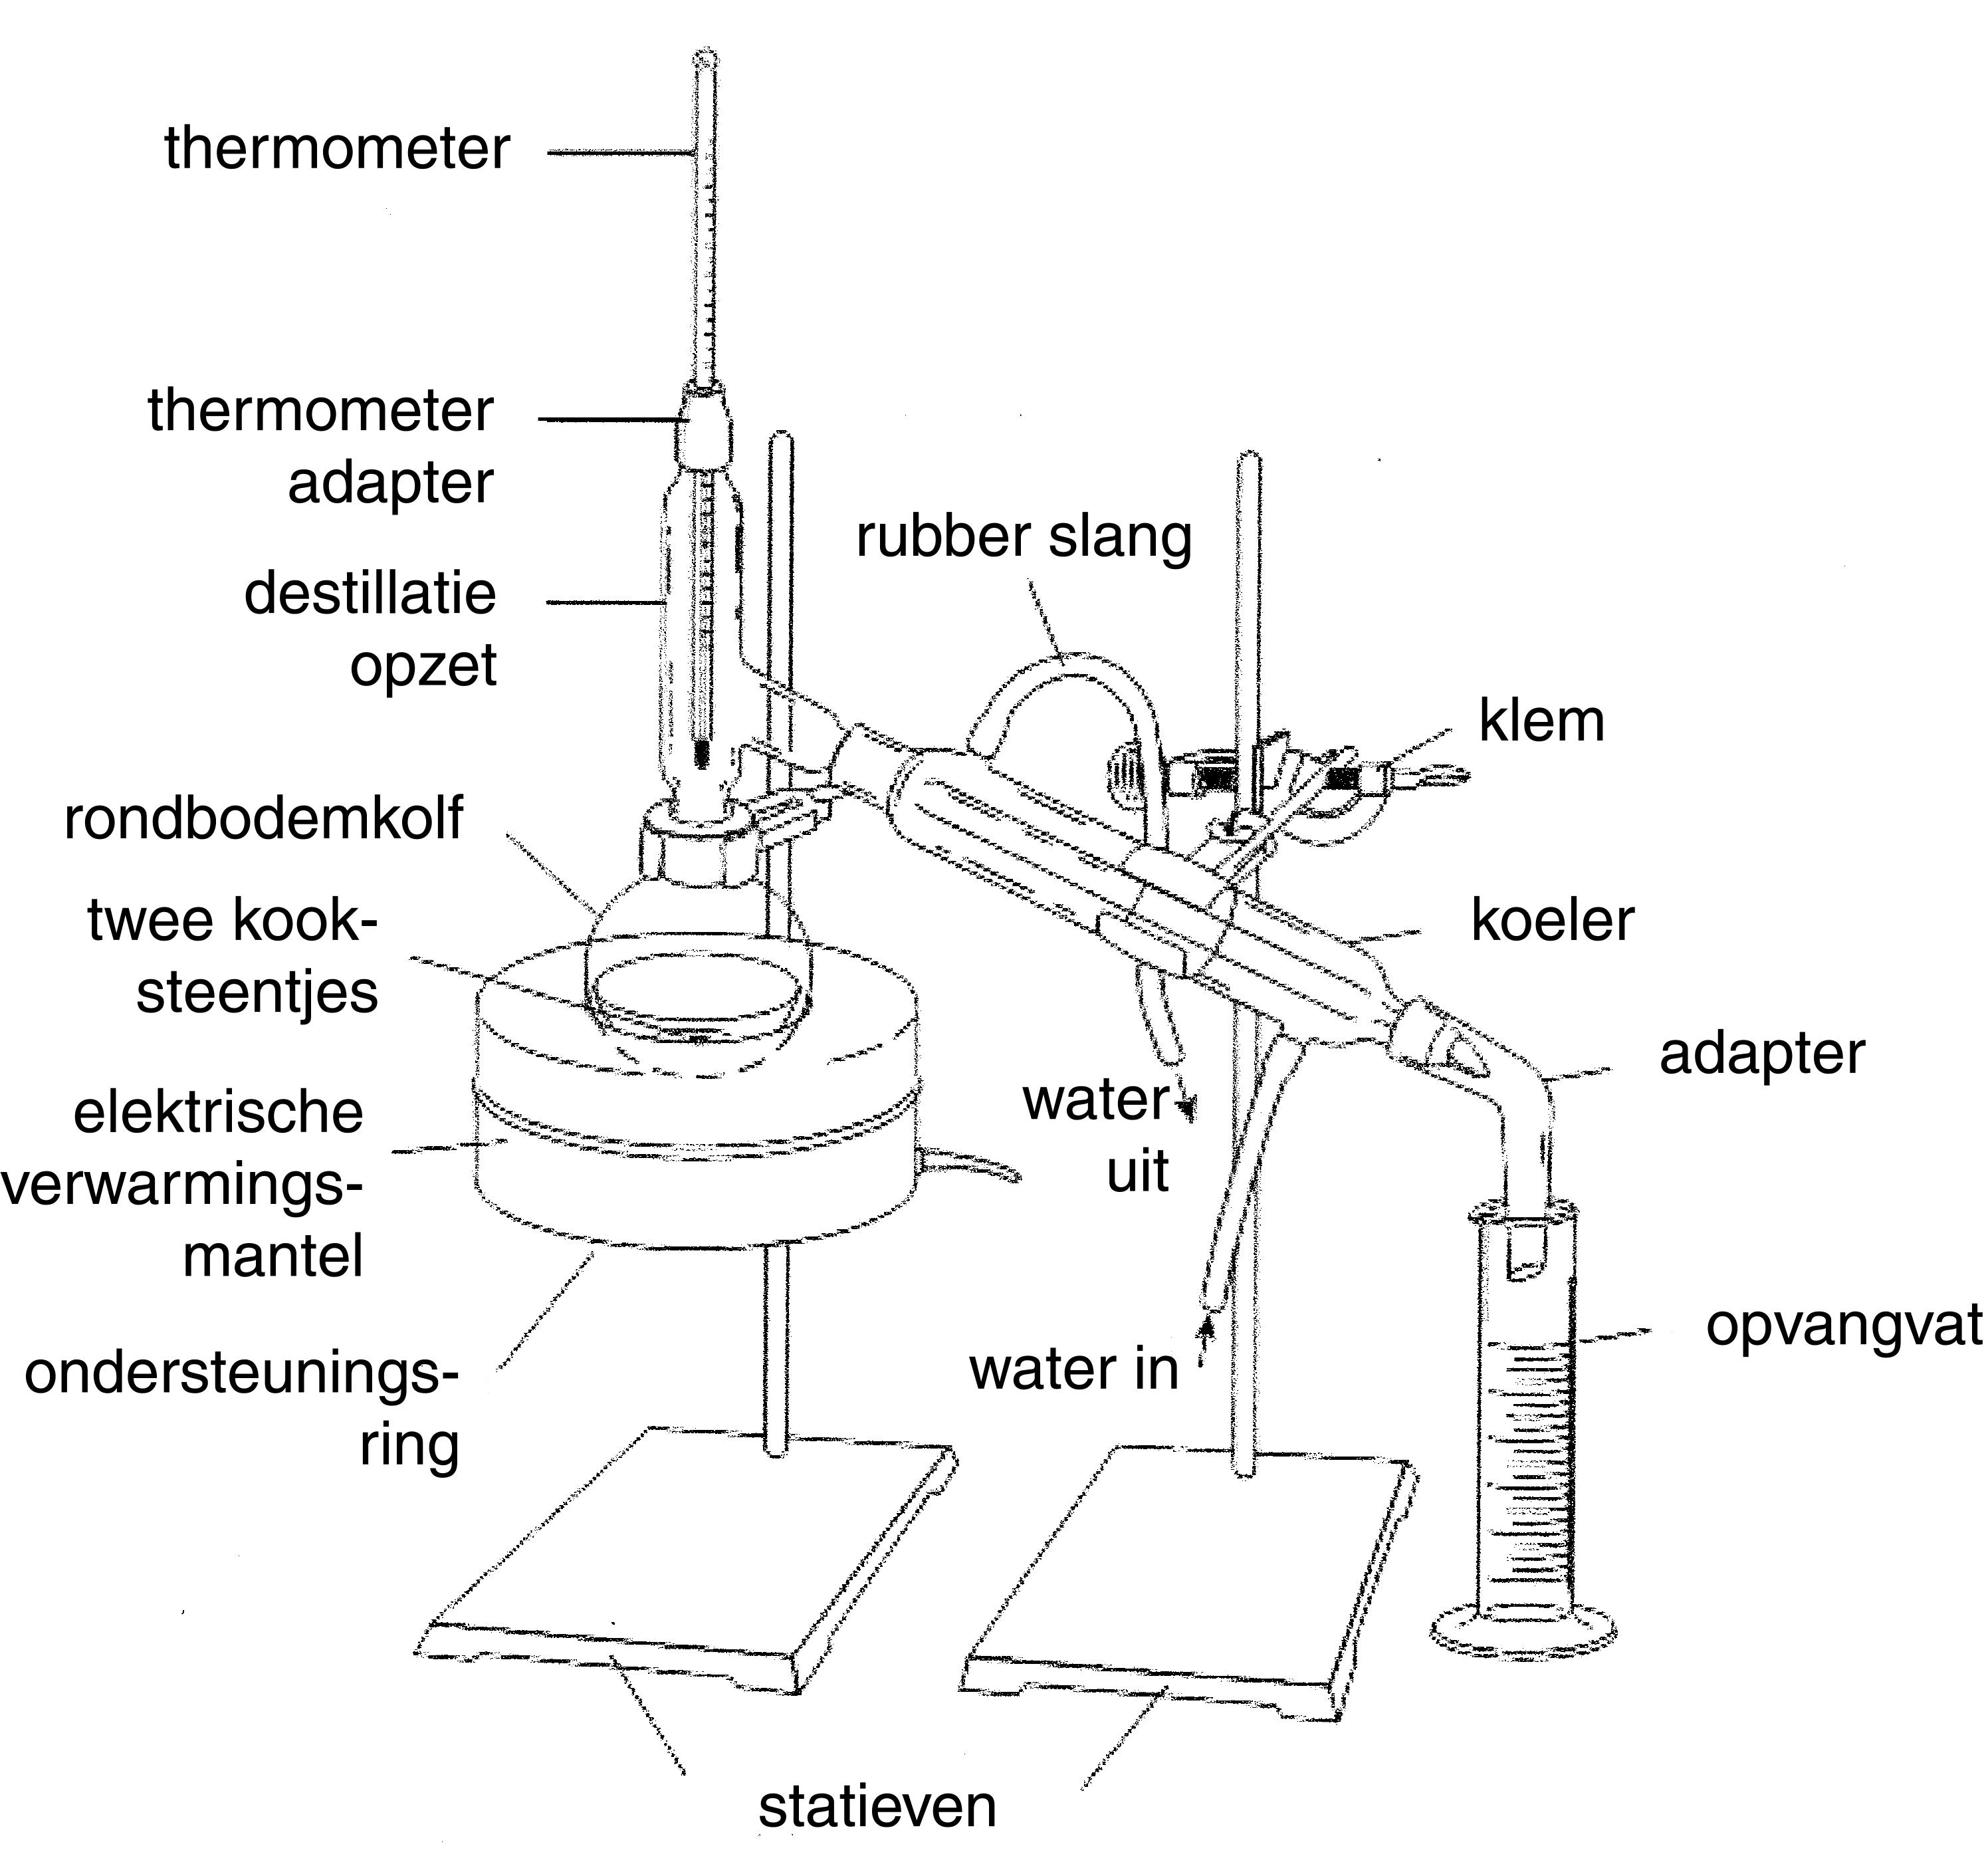 thermometer
thermometer
adapter
destillatie
opzet
rubber slang
klem
rondbodemkolf
twee kook-
steentjes
koeler
adapter
elektrische
verwarmings-
mantel
water
uit
opvangvat
water in
ondersteunings-
ring
statieven